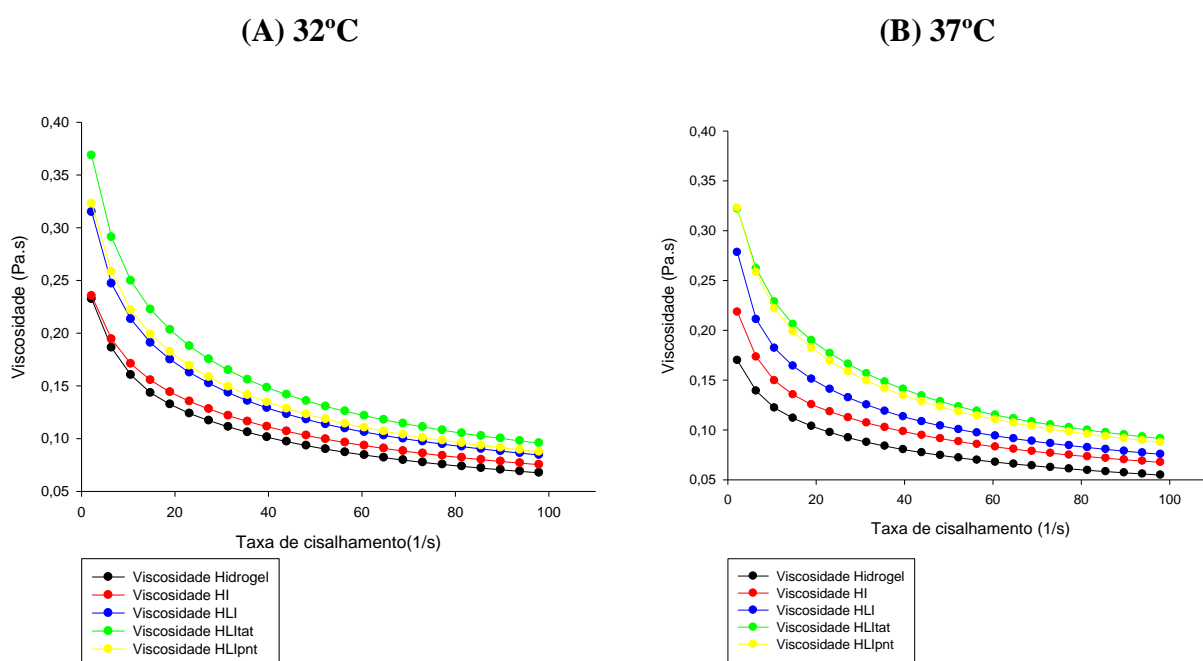 (A) 32ºC
(B) 37ºC
0,40
0,35
0,30
0,25
0,20
0,15
0,10
0,05
Viscosidade (Pa.s)
0 20 40 60 80 100
Taxa de cisalhamento(1/s)
Viscosidade Hidrogel
Viscosidade HI
Viscosidade HLI
Viscosidade HLItat
Viscosidade HLIpnt
0,40
0,35
0,30
0,25
0,20
0,15
0,10
0,05
Viscosidade (Pa.s)
0 20 40 60 80 100
Taxa de cisalhamento (1/s)
Viscosidade Hidrogel
Viscosidade HI
Viscosidade HLI
Viscosidade HLItat
Viscosidade HLIpnt